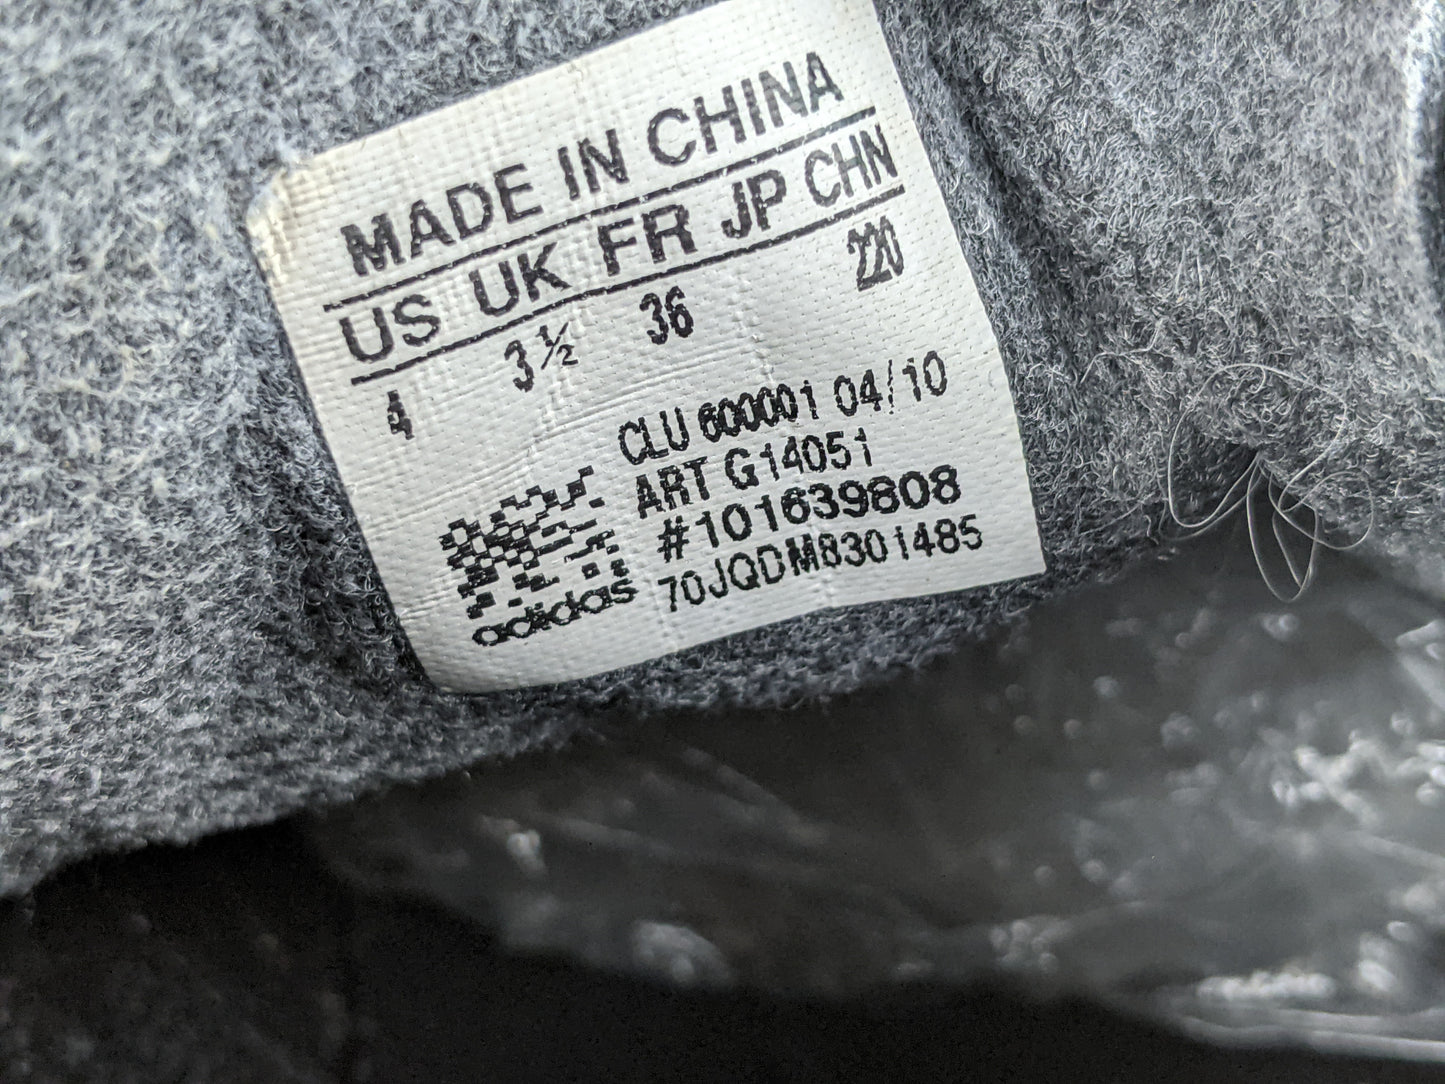 MADE IN CHINA
US UK FR JP CHN
4 3½ 36 220
CLU 600001 04/10
ART G14051
#101639808
70JQDM8301485
adidas